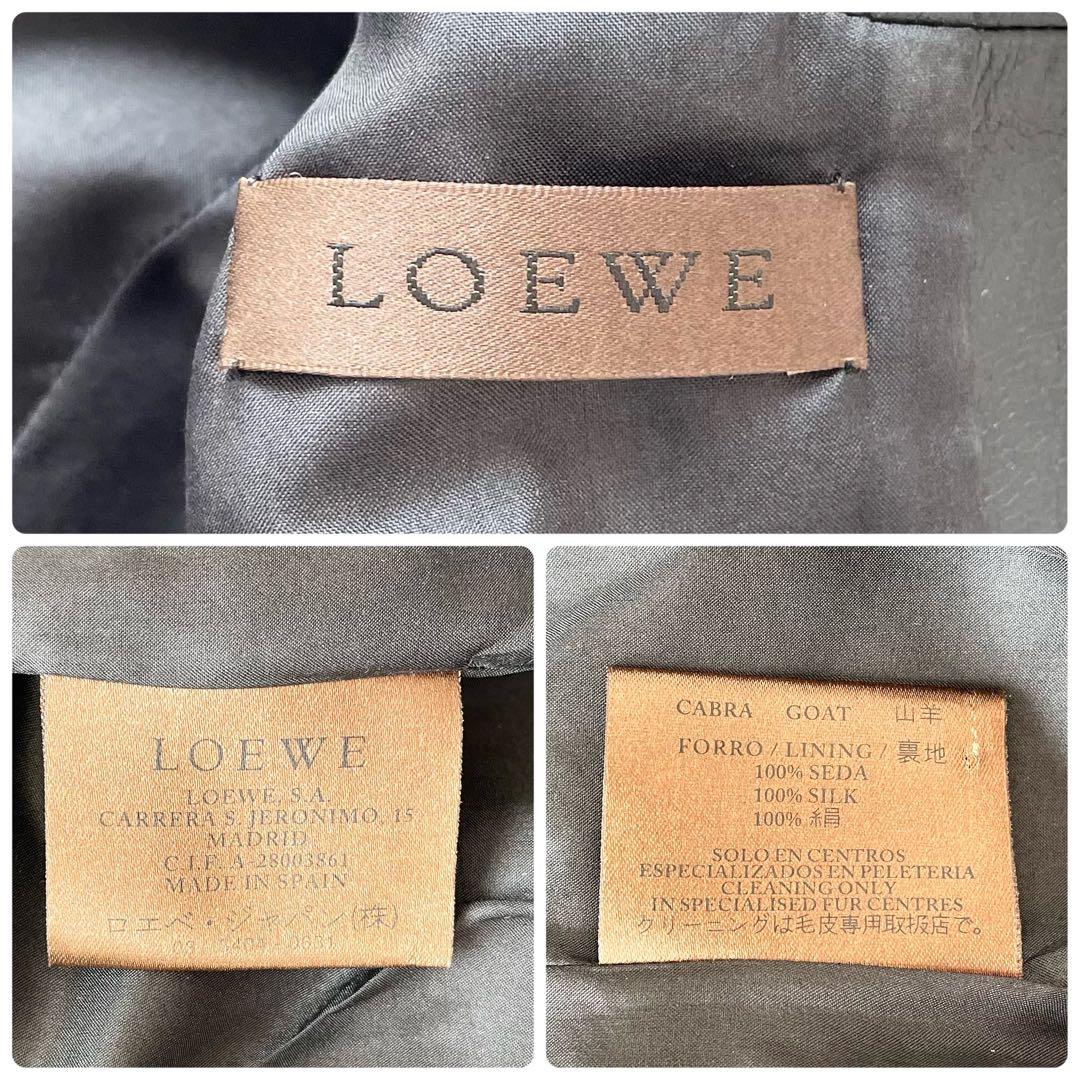 LOEWE
LOEWE
LOEWE, S.A.
CARRERA S. JERONIMO, 15
MADRID
C.I.F. A-28003861
MADE IN SPAIN
ロエベ・ジャパン(株)
CABRA GOAT 山羊
FORRO / LINING / 裏地
100% SEDA
100% SILK
100% 絹
SOLO EN CENTROS
ESPECIALIZADOS EN PELETERIA
CLEANING ONLY
IN SPECIALISED FUR CENTRES
クリーニングは毛皮専用取扱店で。